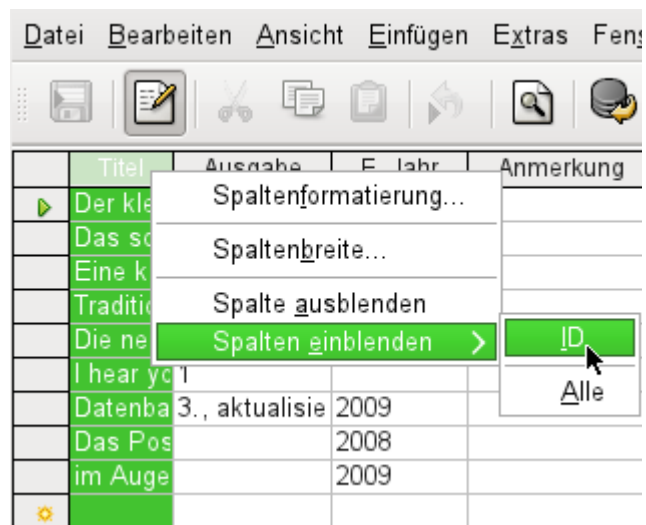 Datei Bearbeiten Ansicht Einfügen Extras Fens
Titel Ausgabe E_Jahr Anmerkung
Der kle
Spaltenformatierung...
Das sc
Spaltenbreite...
Eine k
Traditio
Spalte ausblenden
Die ne
Spalten einblenden
ID
I hear yo 1
Alle
Datenba 3., aktualisie 2009
Das Pos 2008
im Auge 2009